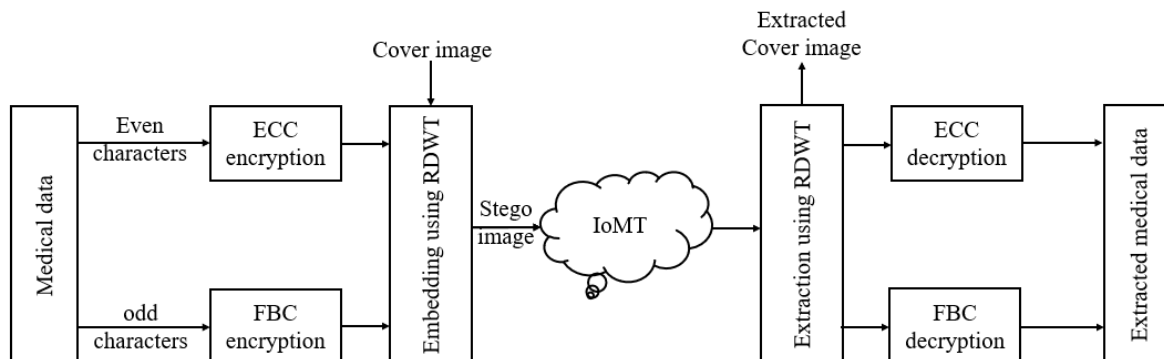 Medical data
Even
characters
odd
characters
ECC
encryption
FBC
encryption
Cover image
Embedding using RDWT
Stego
image
IoMT
Extraction using RDWT
Extracted
Cover image
ECC
decryption
FBC
decryption
Extracted medical data